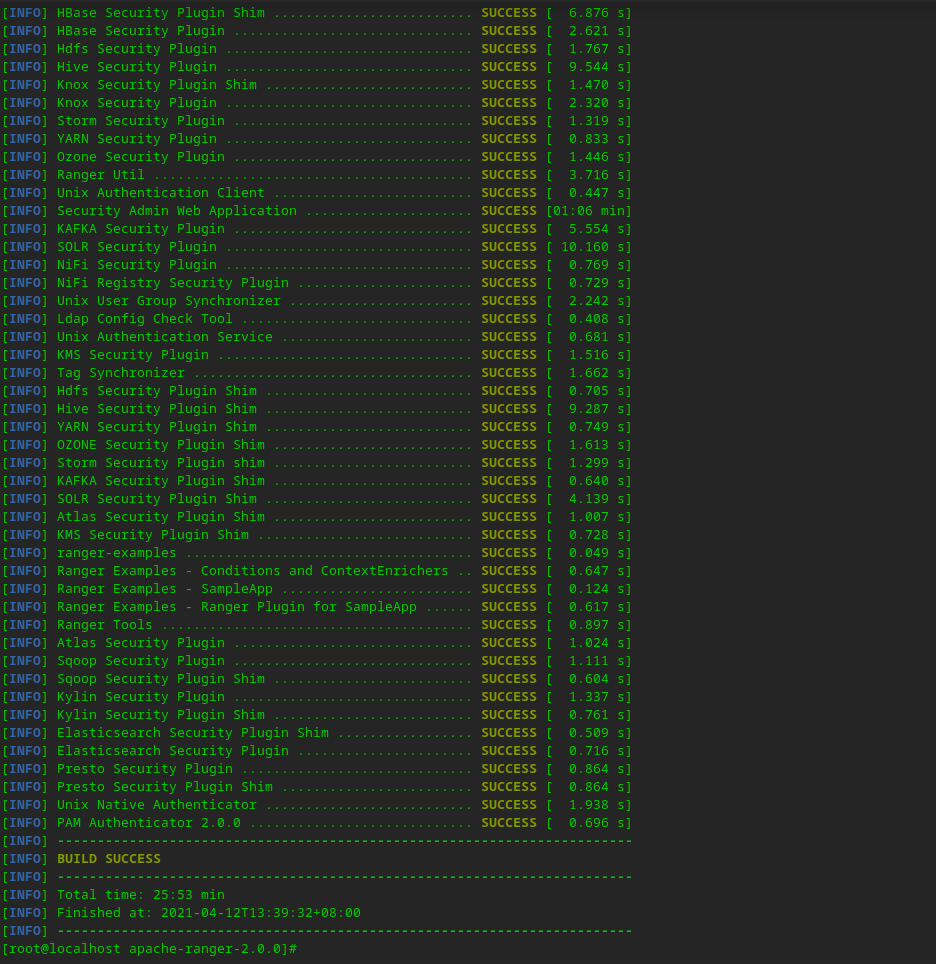 [INFO] HBase Security Plugin Shim ......................... SUCCESS [  6.876 s]
[INFO] HBase Security Plugin .............................. SUCCESS [  2.621 s]
[INFO] Hdfs Security Plugin ............................... SUCCESS [  1.767 s]
[INFO] Hive Security Plugin ............................... SUCCESS [  9.544 s]
[INFO] Knox Security Plugin Shim .......................... SUCCESS [  1.470 s]
[INFO] Knox Security Plugin ............................... SUCCESS [  2.320 s]
[INFO] Storm Security Plugin .............................. SUCCESS [  1.319 s]
[INFO] YARN Security Plugin ............................... SUCCESS [  0.833 s]
[INFO] Ozone Security Plugin .............................. SUCCESS [  1.446 s]
[INFO] Ranger Util ........................................ SUCCESS [  3.716 s]
[INFO] Unix Authentication Client ......................... SUCCESS [  0.447 s]
[INFO] Security Admin Web Application ..................... SUCCESS [01:06 min]
[INFO] KAFKA Security Plugin .............................. SUCCESS [  5.554 s]
[INFO] SOLR Security Plugin ............................... SUCCESS [ 10.160 s]
[INFO] NiFi Security Plugin ............................... SUCCESS [  0.769 s]
[INFO] NiFi Registry Security Plugin ...................... SUCCESS [  0.729 s]
[INFO] Unix User Group Synchronizer ....................... SUCCESS [  2.242 s]
[INFO] Ldap Config Check Tool ............................. SUCCESS [  0.408 s]
[INFO] Unix Authentication Service ........................ SUCCESS [  0.681 s]
[INFO] KMS Security Plugin ................................ SUCCESS [  1.516 s]
[INFO] Tag Synchronizer ................................... SUCCESS [  1.662 s]
[INFO] Hdfs Security Plugin Shim .......................... SUCCESS [  0.705 s]
[INFO] Hive Security Plugin Shim .......................... SUCCESS [  9.287 s]
[INFO] YARN Security Plugin Shim .......................... SUCCESS [  0.749 s]
[INFO] OZONE Security Plugin Shim ......................... SUCCESS [  1.613 s]
[INFO] Storm Security Plugin shim ......................... SUCCESS [  1.299 s]
[INFO] KAFKA Security Plugin Shim ......................... SUCCESS [  0.640 s]
[INFO] SOLR Security Plugin Shim .......................... SUCCESS [  4.139 s]
[INFO] Atlas Security Plugin Shim ......................... SUCCESS [  1.007 s]
[INFO] KMS Security Plugin Shim ........................... SUCCESS [  0.728 s]
[INFO] ranger-examples .................................... SUCCESS [  0.049 s]
[INFO] Ranger Examples - Conditions and ContextEnrichers .. SUCCESS [  0.647 s]
[INFO] Ranger Examples - SampleApp ........................ SUCCESS [  0.124 s]
[INFO] Ranger Examples - Ranger Plugin for SampleApp ...... SUCCESS [  0.617 s]
[INFO] Ranger Tools ....................................... SUCCESS [  0.897 s]
[INFO] Atlas Security Plugin .............................. SUCCESS [  1.024 s]
[INFO] Sqoop Security Plugin .............................. SUCCESS [  1.111 s]
[INFO] Sqoop Security Plugin Shim ......................... SUCCESS [  0.604 s]
[INFO] Kylin Security Plugin .............................. SUCCESS [  1.337 s]
[INFO] Kylin Security Plugin Shim ......................... SUCCESS [  0.761 s]
[INFO] Elasticsearch Security Plugin Shim ................. SUCCESS [  0.509 s]
[INFO] Elasticsearch Security Plugin ...................... SUCCESS [  0.716 s]
[INFO] Presto Security Plugin ............................. SUCCESS [  0.864 s]
[INFO] Presto Security Plugin Shim ........................ SUCCESS [  0.864 s]
[INFO] Unix Native Authenticator .......................... SUCCESS [  1.938 s]
[INFO] PAM Authenticator 2.0.0 ............................ SUCCESS [  0.696 s]
[INFO] ------------------------------------------------------------------------
[INFO] BUILD SUCCESS
[INFO] ------------------------------------------------------------------------
[INFO] Total time: 25:53 min
[INFO] Finished at: 2021-04-12T13:39:32+08:00
[INFO] ------------------------------------------------------------------------
[root@localhost apache-ranger-2.0.0]#